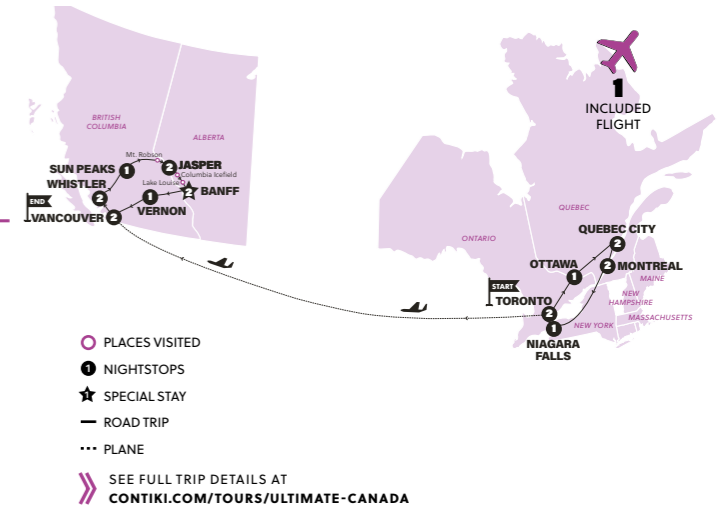 1
INCLUDED
FLIGHT
BRITISH
COLUMBIA
ALBERTA
Mt. Robson
SUN PEAKS
1
2
JASPER
Columbia Icefield
Lake Louise
WHISTLER
2
1
VERNON
2
BANFF
END
VANCOUVER
2
QUEBEC
ONTARIO
QUEBEC CITY
2
OTTAWA
1
2
MONTREAL
MAINE
START
TORONTO
2
NEW
HAMPSHIRE
MASSACHUSETTS
NEW YORK
1
NIAGARA
FALLS
PLACES VISITED
1 NIGHTSTOPS
1 SPECIAL STAY
ROAD TRIP
PLANE
SEE FULL TRIP DETAILS AT
CONTIKI.COM/TOURS/ULTIMATE-CANADA